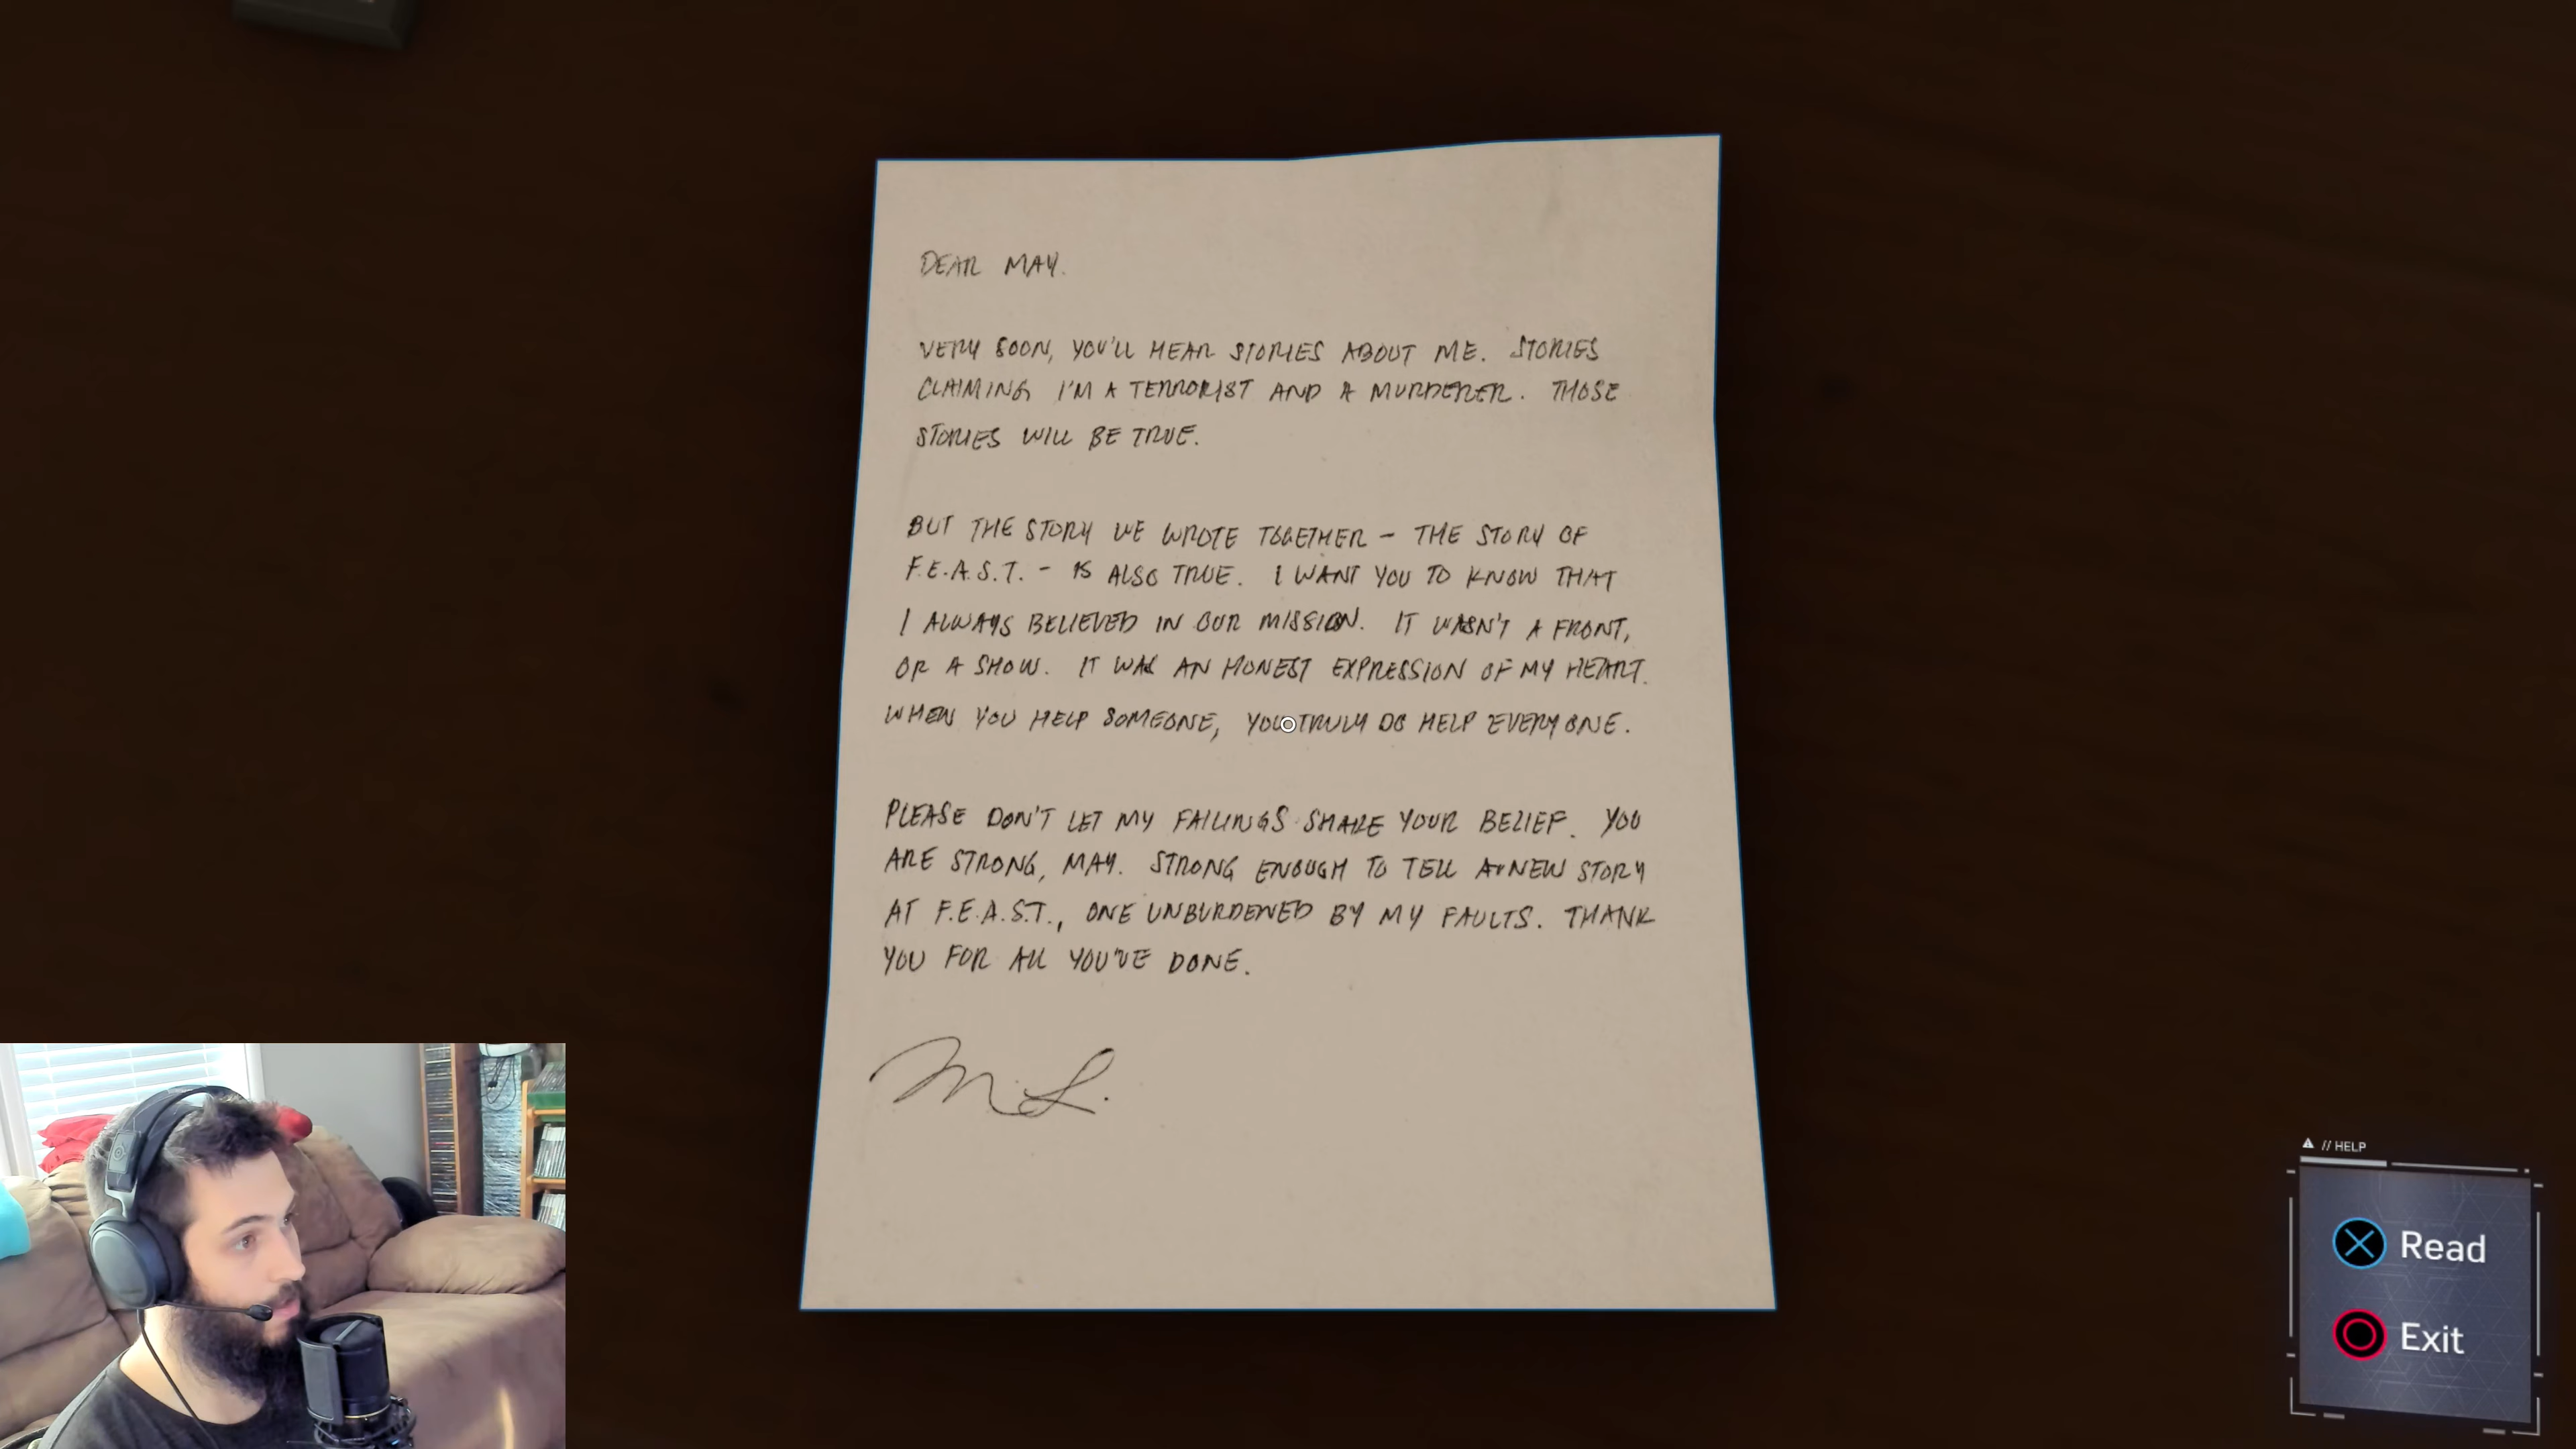 DEAR MAY.
VERY SOON, YOU'LL HEAR STORIES ABOUT ME. STORIES
CLAIMING I'M A TERRORIST AND A MURDERER. THOSE
STORIES WILL BE TRUE.
BUT THE STORY WE WROTE TOGETHER - THE STORY OF
F.E.A.S.T. - IS ALSO TRUE. I WANT YOU TO KNOW THAT
I ALWAYS BELIEVED IN OUR MISSION. IT WASN'T A FRONT,
OR A SHOW. IT WAS AN HONEST EXPRESSION OF MY HEART.
WHEN YOU HELP SOMEONE, YOU TRULY DO HELP EVERYONE.
PLEASE DON'T LET MY FAILINGS SHAKE YOUR BELIEF. YOU
ARE STRONG, MAY. STRONG ENOUGH TO TELL A NEW STORY
AT F.E.A.S.T., ONE UNBURDENED BY MY FAULTS. THANK
YOU FOR ALL YOU'VE DONE.
M L.
// HELP
Read
Exit